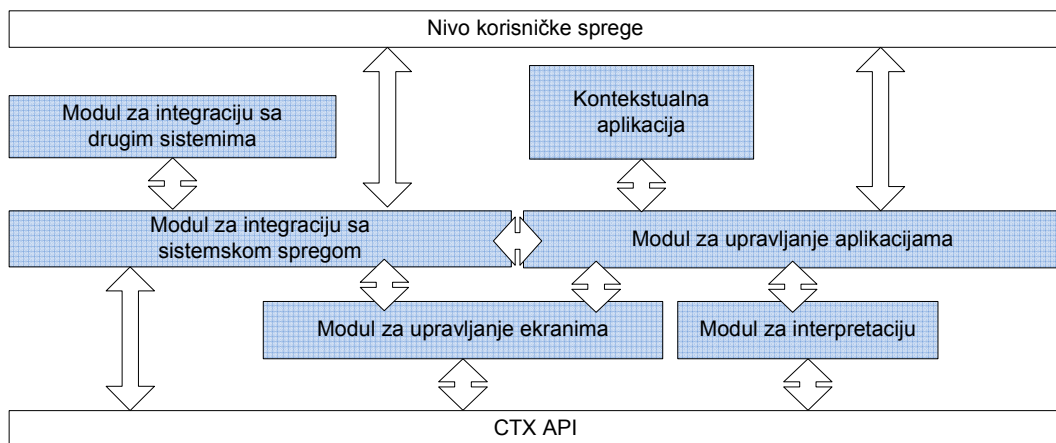 Nivo korisničke sprege
Modul za integraciju sa
drugim sistemima
Kontekstualna
aplikacija
Modul za integraciju sa
sistemskom spregom
Modul za upravljanje aplikacijama
Modul za upravljanje ekranima
Modul za interpretaciju
CTX API